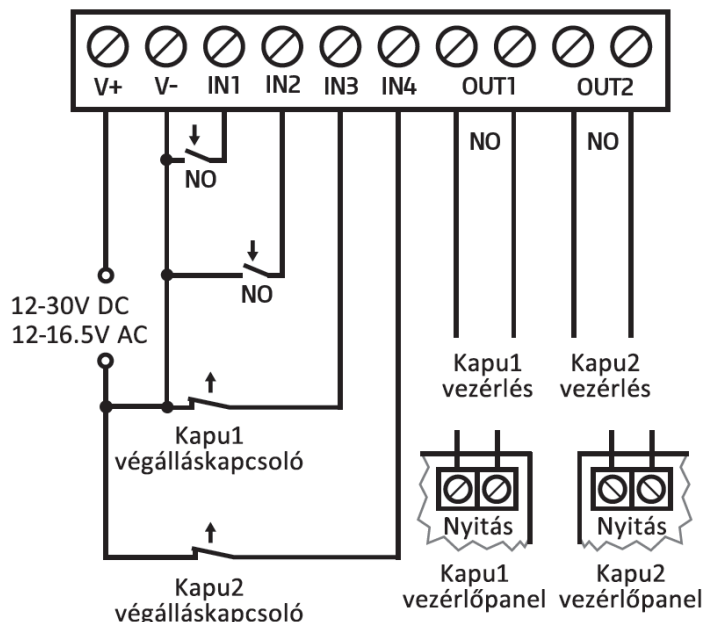 V+ V- IN1 IN2 IN3 IN4 OUT1 OUT2
NO NO
NO
NO
12-30V DC
12-16.5V AC
Kapu1
vezérlés
Kapu2
vezérlés
Kapu1
végálláskapcsoló
Nyitás
Nyitás
Kapu1
vezérlőpanel
Kapu2
vezérlőpanel
Kapu2
végálláskapcsoló